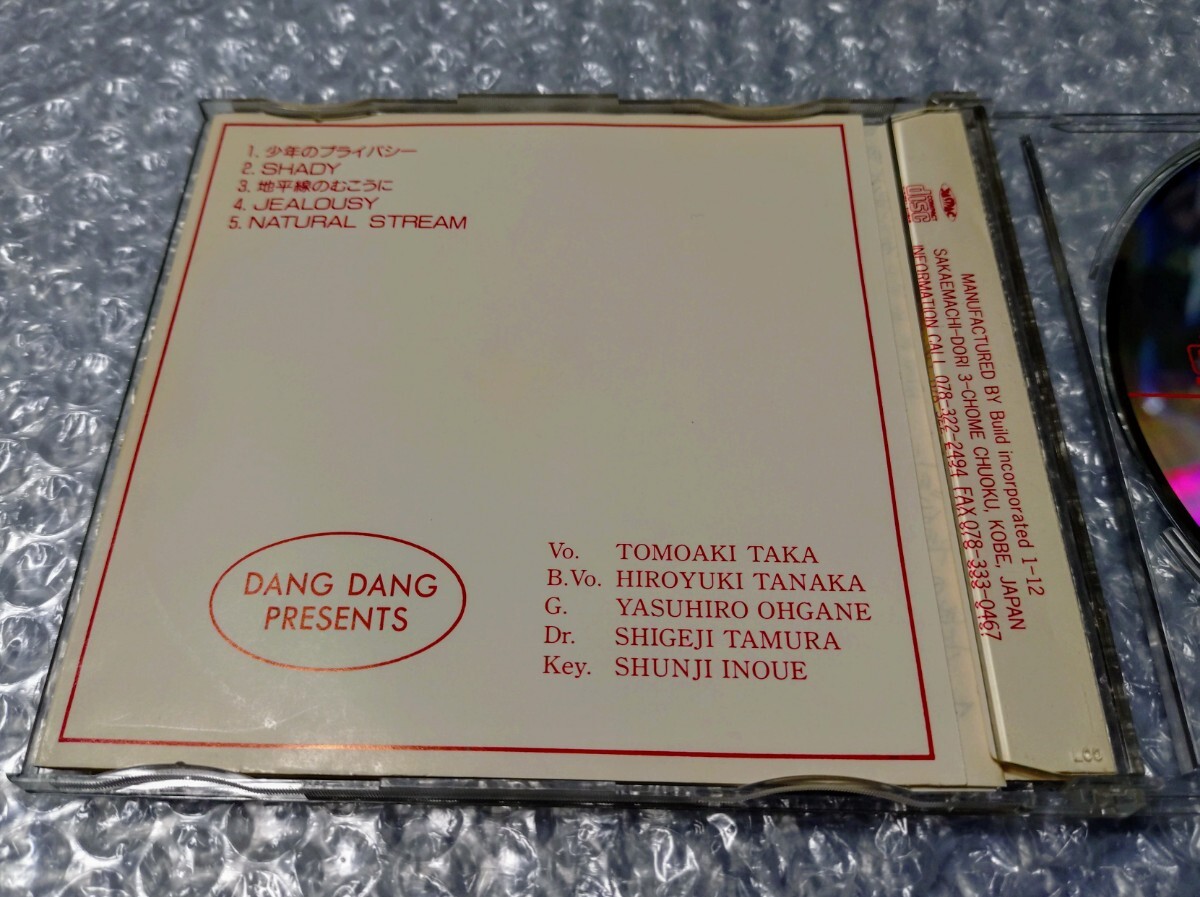 1. 少年のプライバシー
2. SHADY
3. 地平線のむこうに
4. JEALOUSY
5. NATURAL STREAM
DANG DANG
PRESENTS
Vo. TOMOAKI TAKA
B.Vo. HIROYUKI TANAKA
G. YASUHIRO OHGANE
Dr. SHIGEJI TAMURA
Key. SHUNJI INOUE
disc
MANUFACTURED BY Build incorporated 1-12
SAKAEMACHI-DORI 3-CHOME CHUOKU, KOBE, JAPAN
INFORMATION CALL 078-322-2494 FAX 078-333-0467